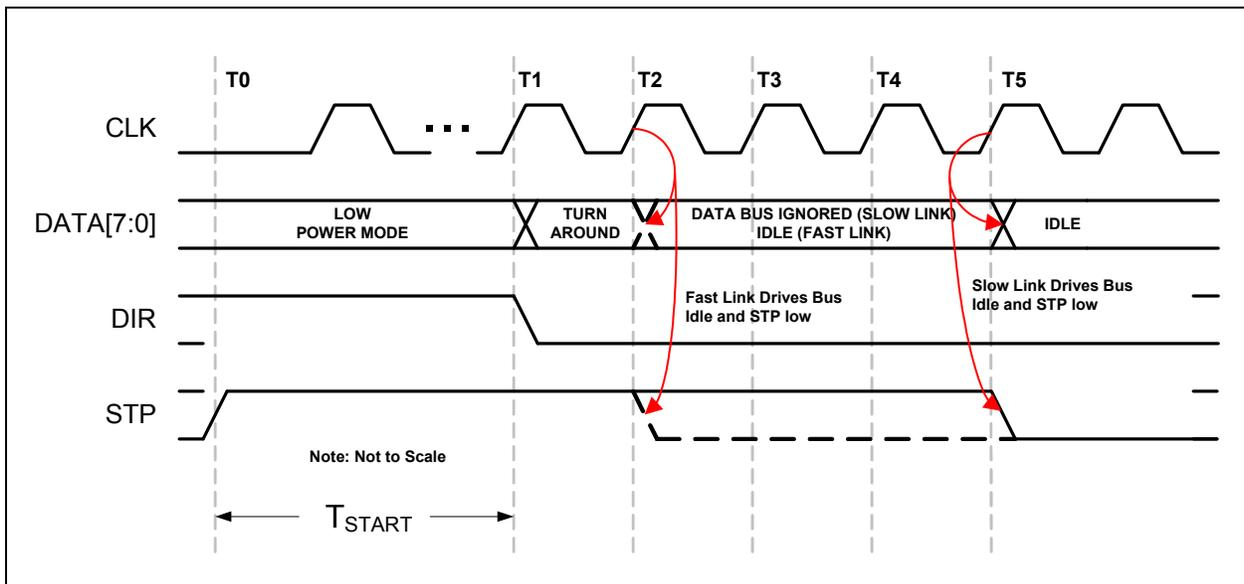 T0
T1
T2
T3
T4
T5
CLK
DATA[7:0]
LOW
POWER MODE
TURN
AROUND
DATA BUS IGNORED (SLOW LINK)
IDLE (FAST LINK)
IDLE
DIR
Fast Link Drives Bus
Idle and STP low
Slow Link Drives Bus
Idle and STP low
STP
Note: Not to Scale
TSTART